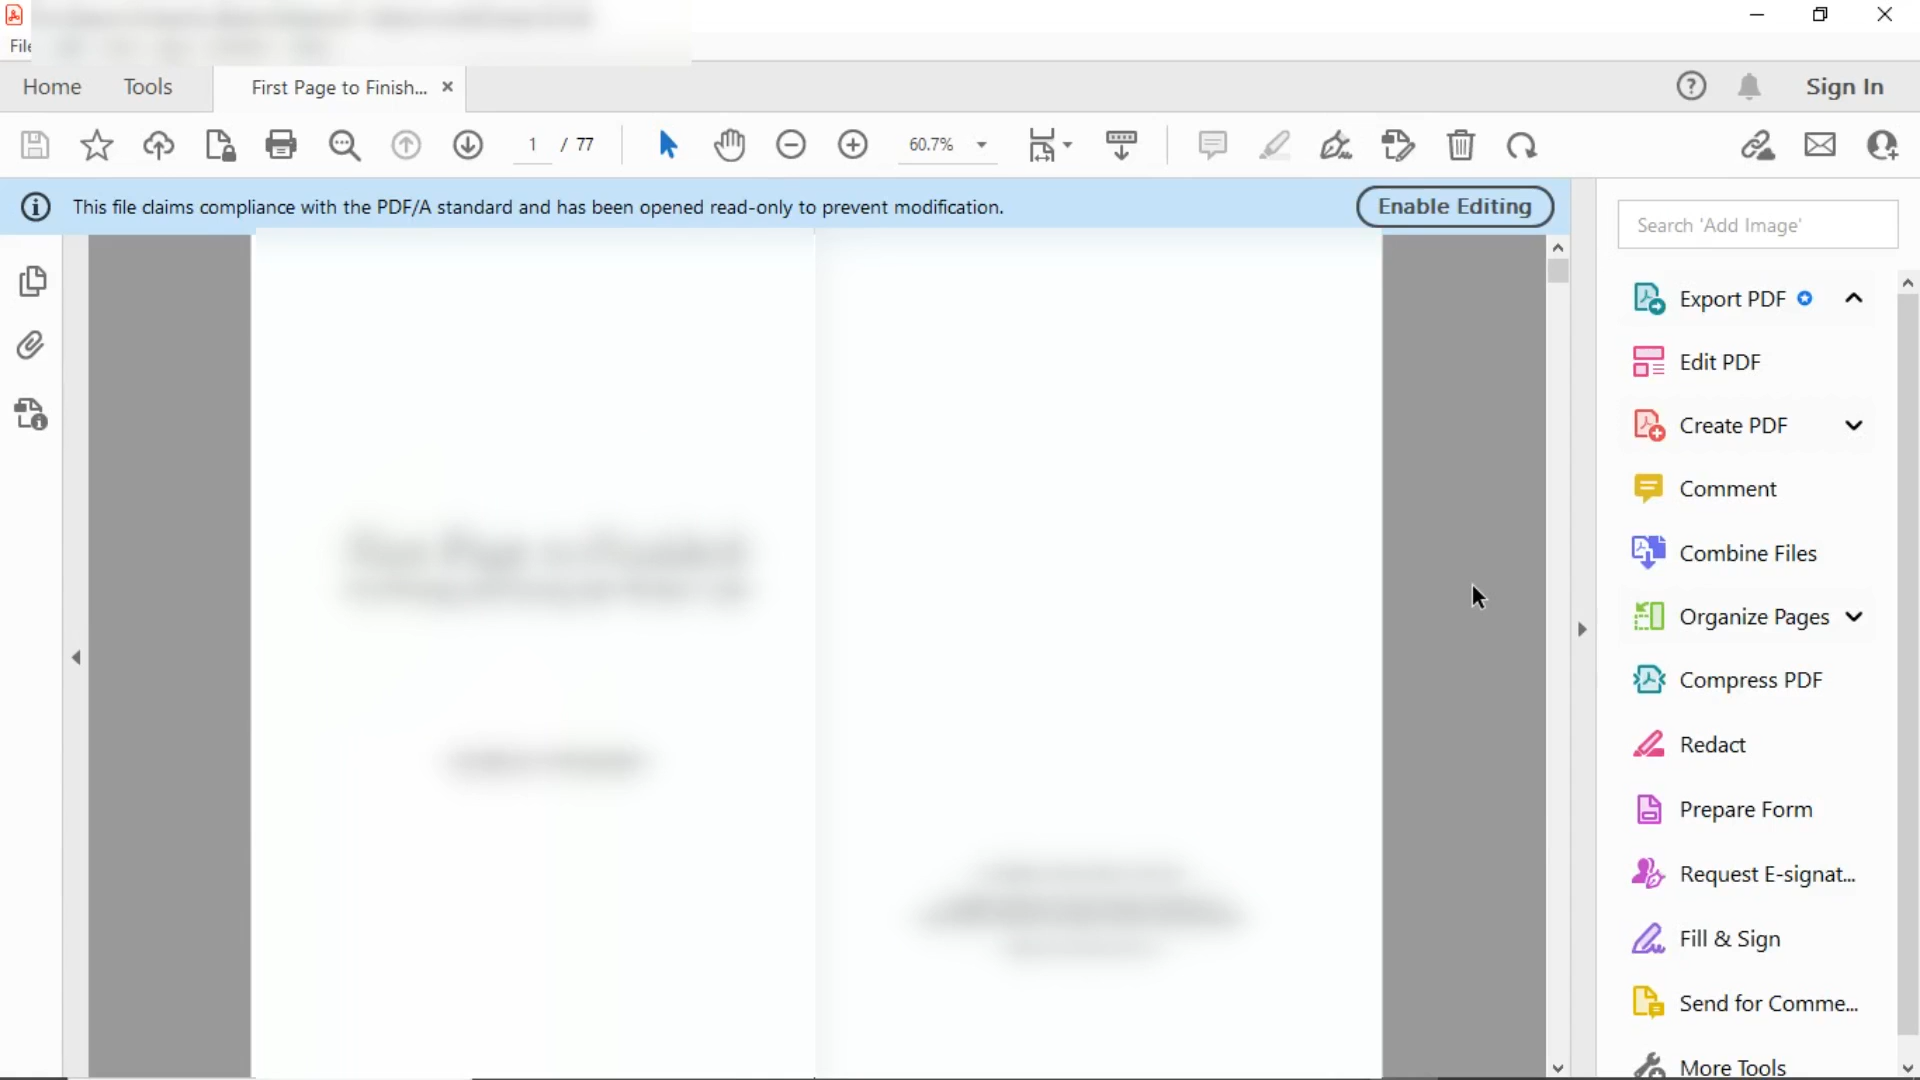 File
Home
Tools
First Page to Finish...
Sign In
1 / 77
60.7%
This file claims compliance with the PDF/A standard and has been opened read-only to prevent modification.
Enable Editing
Search 'Add Image'
Export PDF
Edit PDF
Create PDF
Comment
Combine Files
Organize Pages
Compress PDF
Redact
Prepare Form
Request E-signat...
Fill & Sign
Send for Comme...
More Tools